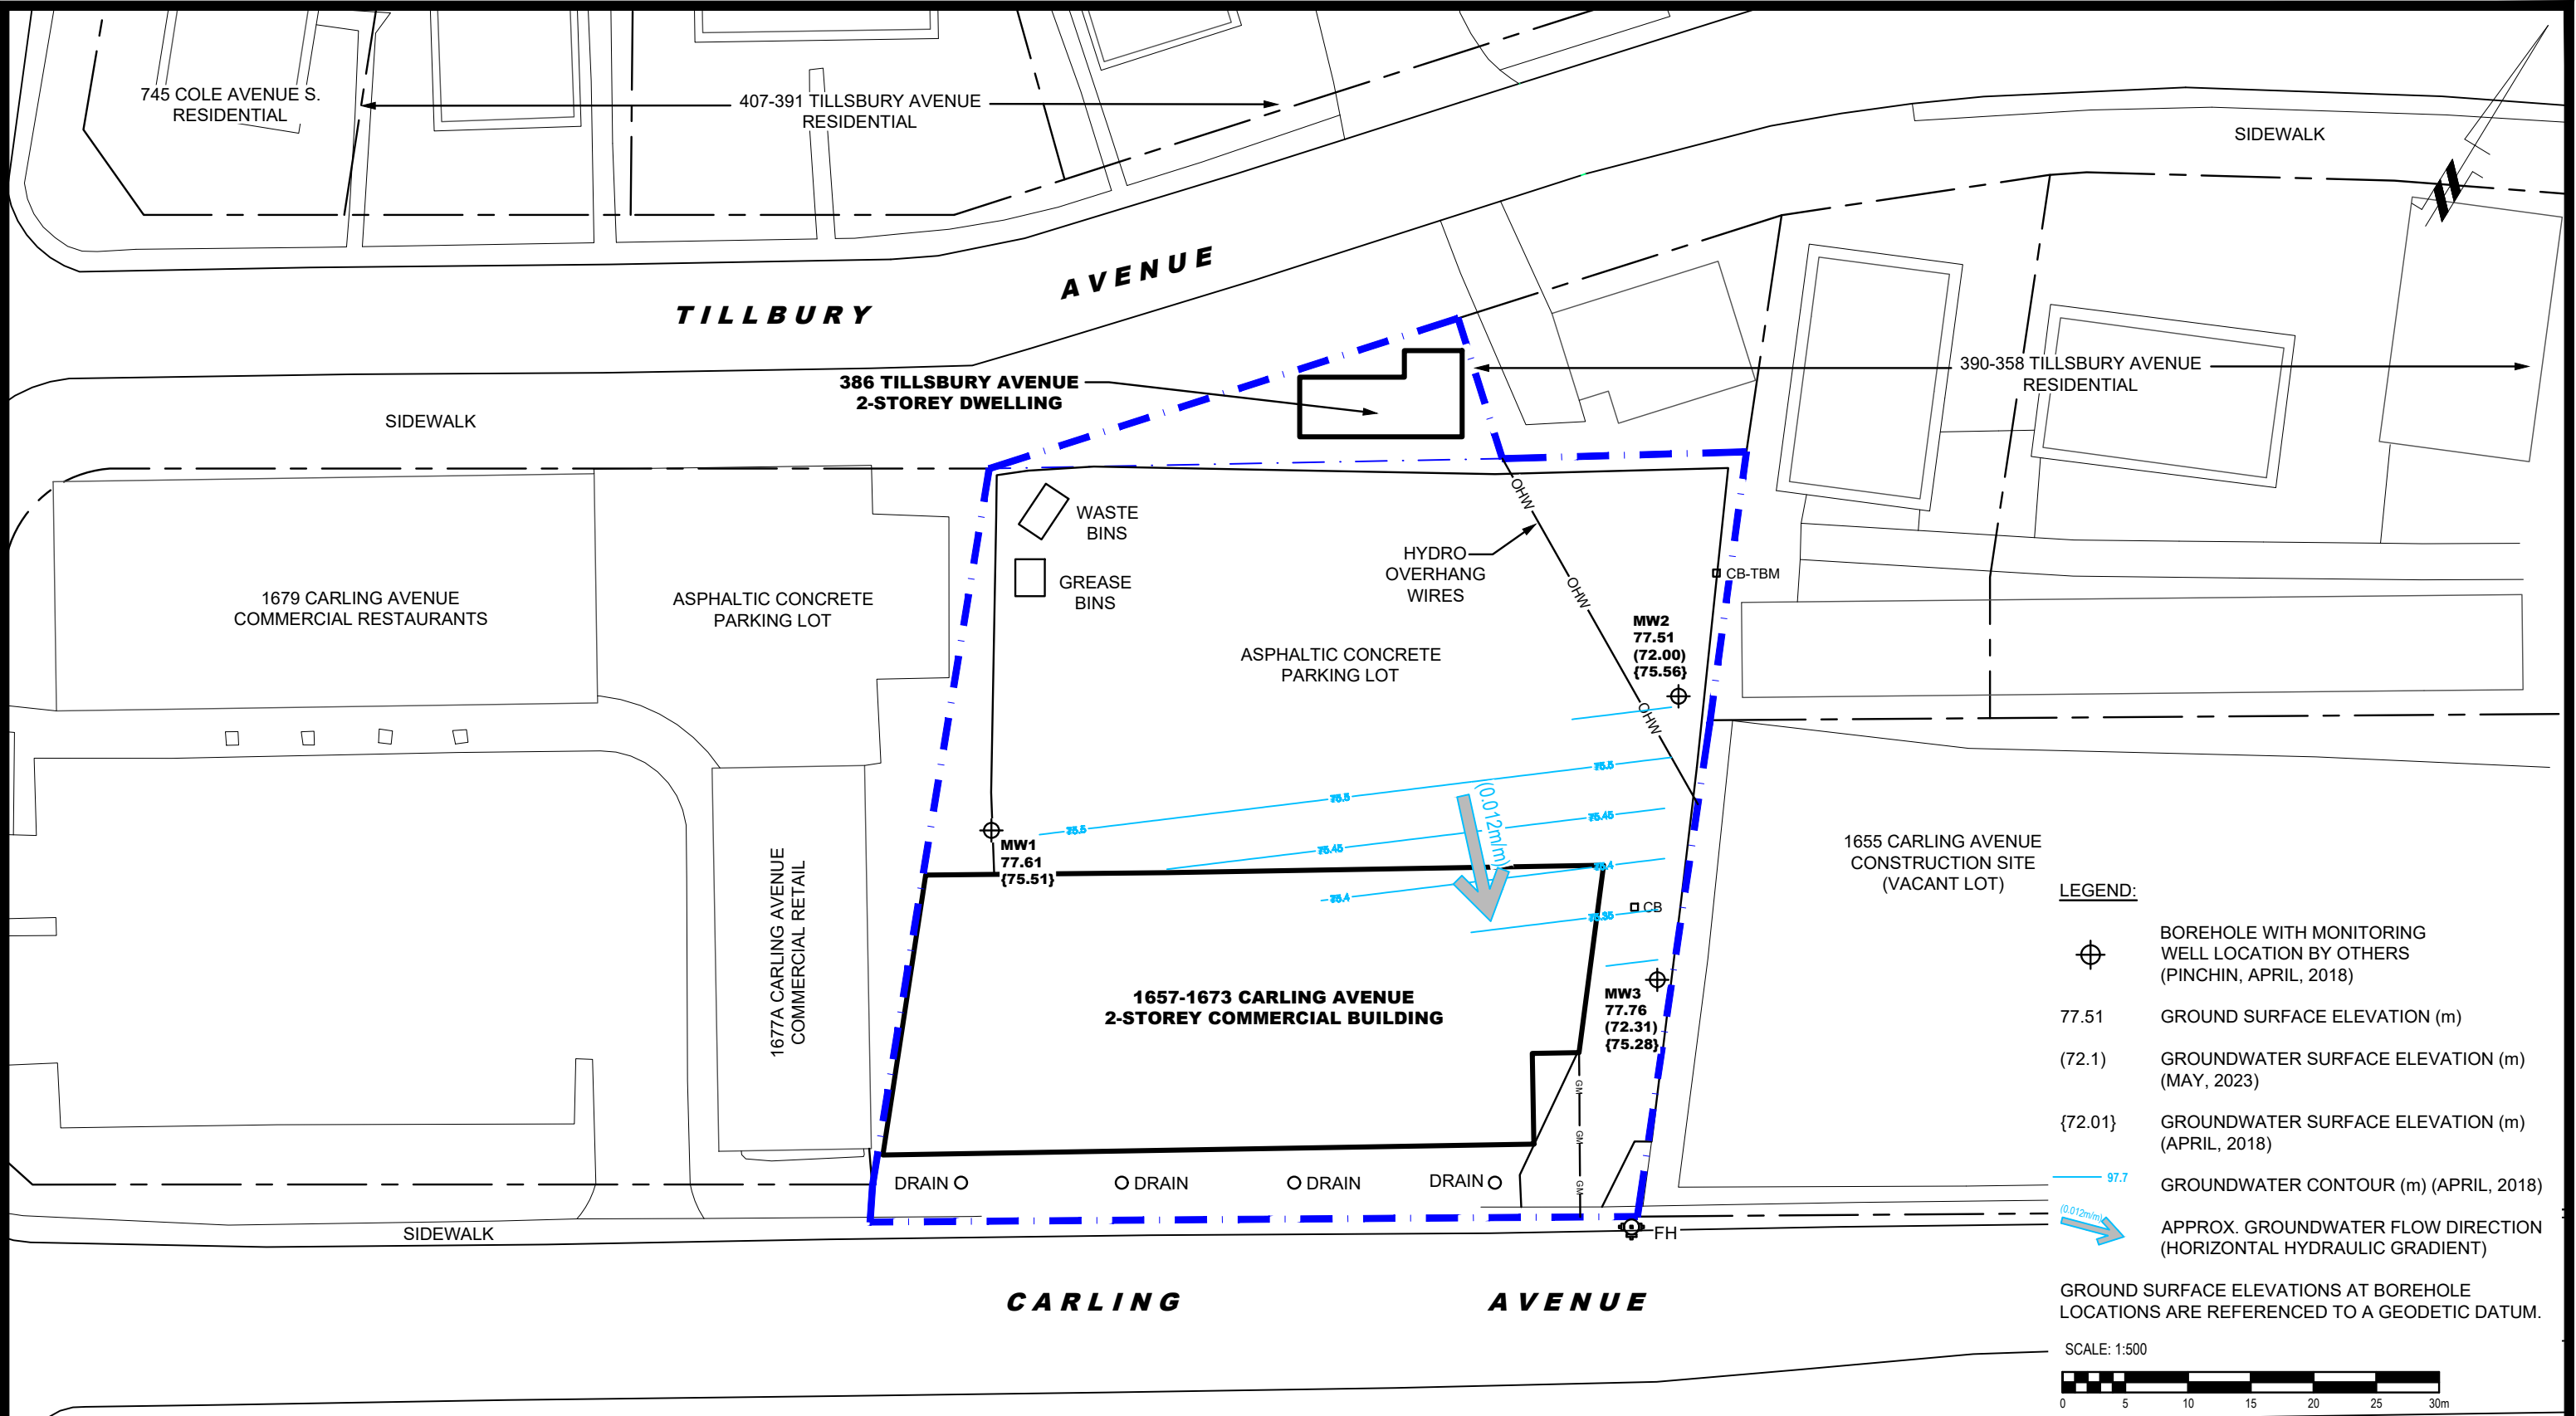 745 COLE AVENUE S.
RESIDENTIAL
407-391 TILLSBURY AVENUE
RESIDENTIAL
SIDEWALK
TILLBURY AVENUE
386 TILLSBURY AVENUE
2-STOREY DWELLING
390-358 TILLSBURY AVENUE
RESIDENTIAL
SIDEWALK
WASTE
BINS
GREASE
BINS
HYDRO
OVERHANG
WIRES
OHW
OHW
OHW
CB-TBM
1679 CARLING AVENUE
COMMERCIAL RESTAURANTS
ASPHALTIC CONCRETE
PARKING LOT
ASPHALTIC CONCRETE
PARKING LOT
MW2
77.51
(72.00)
{75.56}
75.5
75.5
75.5
75.45
75.45
75.4
75.4
75.35
(0.012m/m)
MW1
77.61
{75.51}
CB
1677A CARLING AVENUE
COMMERCIAL RETAIL
1657-1673 CARLING AVENUE
2-STOREY COMMERCIAL BUILDING
MW3
77.76
(72.31)
{75.28}
1655 CARLING AVENUE
CONSTRUCTION SITE
(VACANT LOT)
GM
GM
GM
DRAIN
DRAIN
DRAIN
DRAIN
SIDEWALK
FH
CARLING AVENUE
LEGEND:
BOREHOLE WITH MONITORING
WELL LOCATION BY OTHERS
(PINCHIN, APRIL, 2018)
77.51 GROUND SURFACE ELEVATION (m)
(72.1) GROUNDWATER SURFACE ELEVATION (m)
(MAY, 2023)
{72.01} GROUNDWATER SURFACE ELEVATION (m)
(APRIL, 2018)
97.7 GROUNDWATER CONTOUR (m) (APRIL, 2018)
(0.012m/m) APPROX. GROUNDWATER FLOW DIRECTION
(HORIZONTAL HYDRAULIC GRADIENT)
GROUND SURFACE ELEVATIONS AT BOREHOLE
LOCATIONS ARE REFERENCED TO A GEODETIC DATUM.
SCALE: 1:500
0 5 10 15 20 25 30m